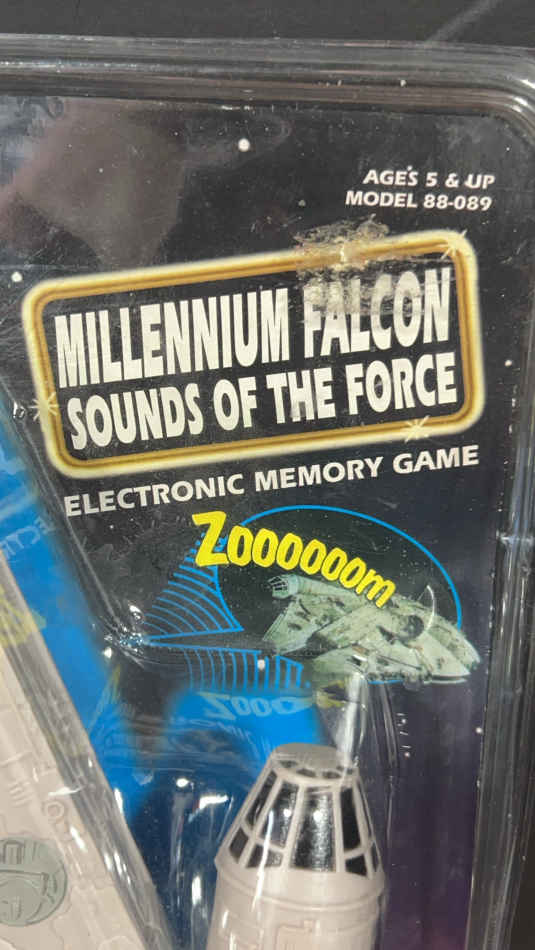 AGES 5 & UP
MODEL 88-089
MILLENNIUM FALCON
SOUNDS OF THE FORCE
ELECTRONIC MEMORY GAME
Zoooooom